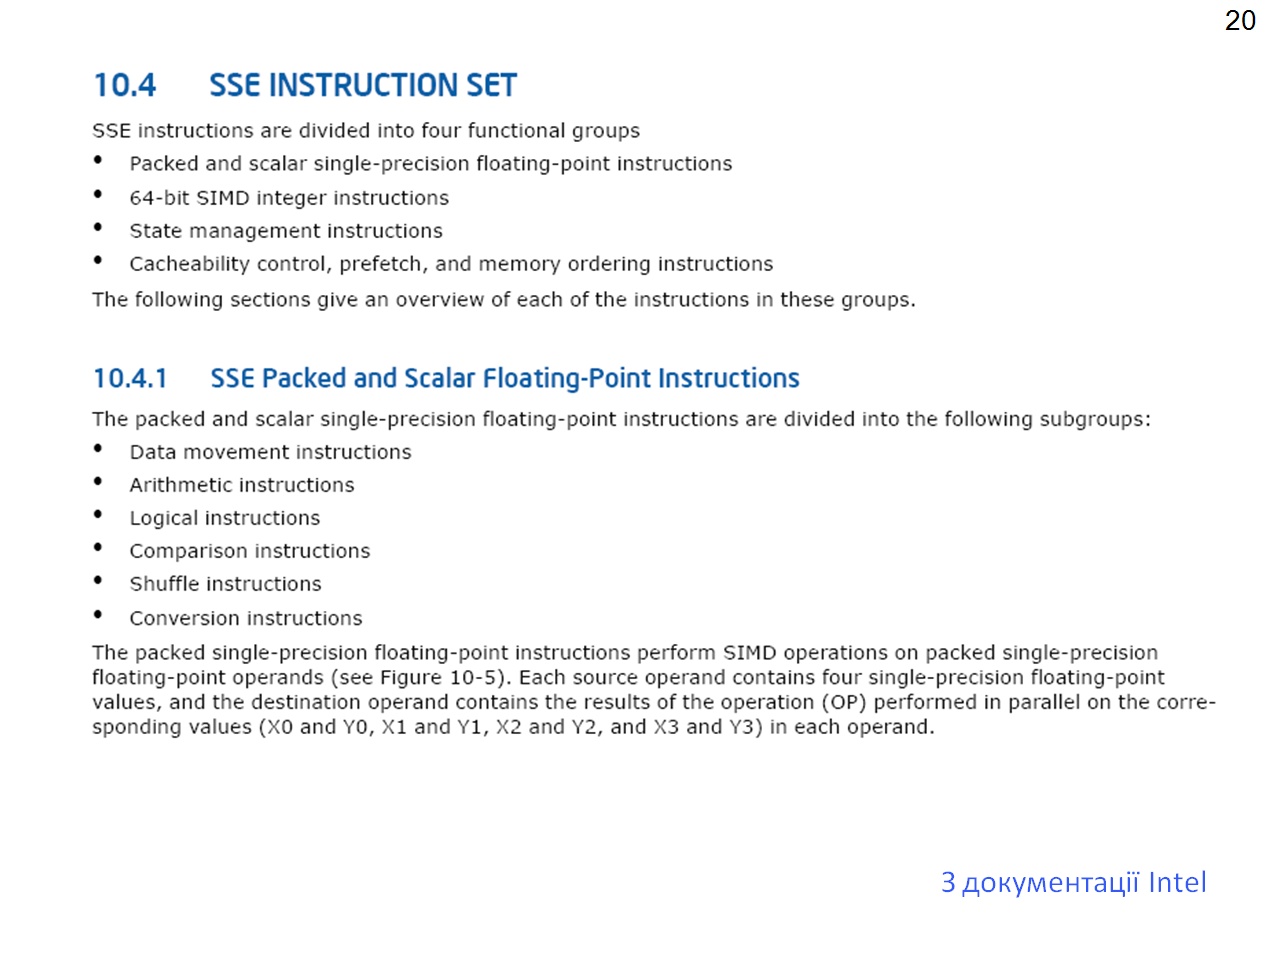 20
10.4 SSE INSTRUCTION SET
SSE instructions are divided into four functional groups
• Packed and scalar single-precision floating-point instructions
• 64-bit SIMD integer instructions
• State management instructions
• Cacheability control, prefetch, and memory ordering instructions
The following sections give an overview of each of the instructions in these groups.
10.4.1 SSE Packed and Scalar Floating-Point Instructions
The packed and scalar single-precision floating-point instructions are divided into the following subgroups:
• Data movement instructions
• Arithmetic instructions
• Logical instructions
• Comparison instructions
• Shuffle instructions
• Conversion instructions
The packed single-precision floating-point instructions perform SIMD operations on packed single-precision
floating-point operands (see Figure 10-5). Each source operand contains four single-precision floating-point
values, and the destination operand contains the results of the operation (OP) performed in parallel on the corre-
sponding values (X0 and Y0, X1 and Y1, X2 and Y2, and X3 and Y3) in each operand.
З документації Intel